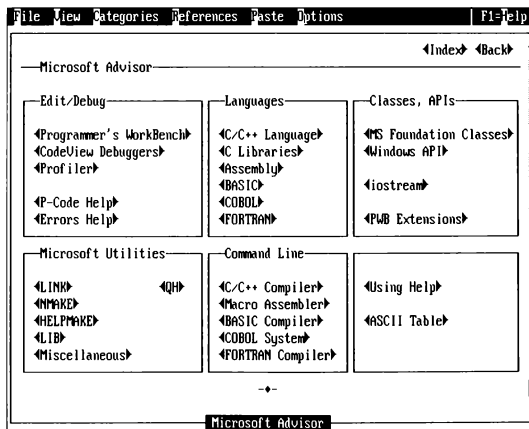 File View Categories References Paste Options F1=Help
◄Index► ◄Back►
Microsoft Advisor
Edit/Debug
◄Programmer's WorkBench►
◄CodeView Debuggers►
◄Profiler►
◄P-Code Help►
◄Errors Help►
Languages
◄C/C++ Language►
◄C Libraries►
◄Assembly►
◄BASIC►
◄COBOL►
◄FORTRAN►
Classes, APIs
◄MS Foundation Classes►
◄Windows API►
◄iostream►
◄PWB Extensions►
Microsoft Utilities
◄LINK► ◄QH►
◄NMAKE►
◄HELPMAKE►
◄LIB►
◄Miscellaneous►
Command Line
◄C/C++ Compiler►
◄Macro Assembler►
◄BASIC Compiler►
◄COBOL System►
◄FORTRAN Compiler►
◄Using Help►
◄ASCII Table►
-♦-
Microsoft Advisor